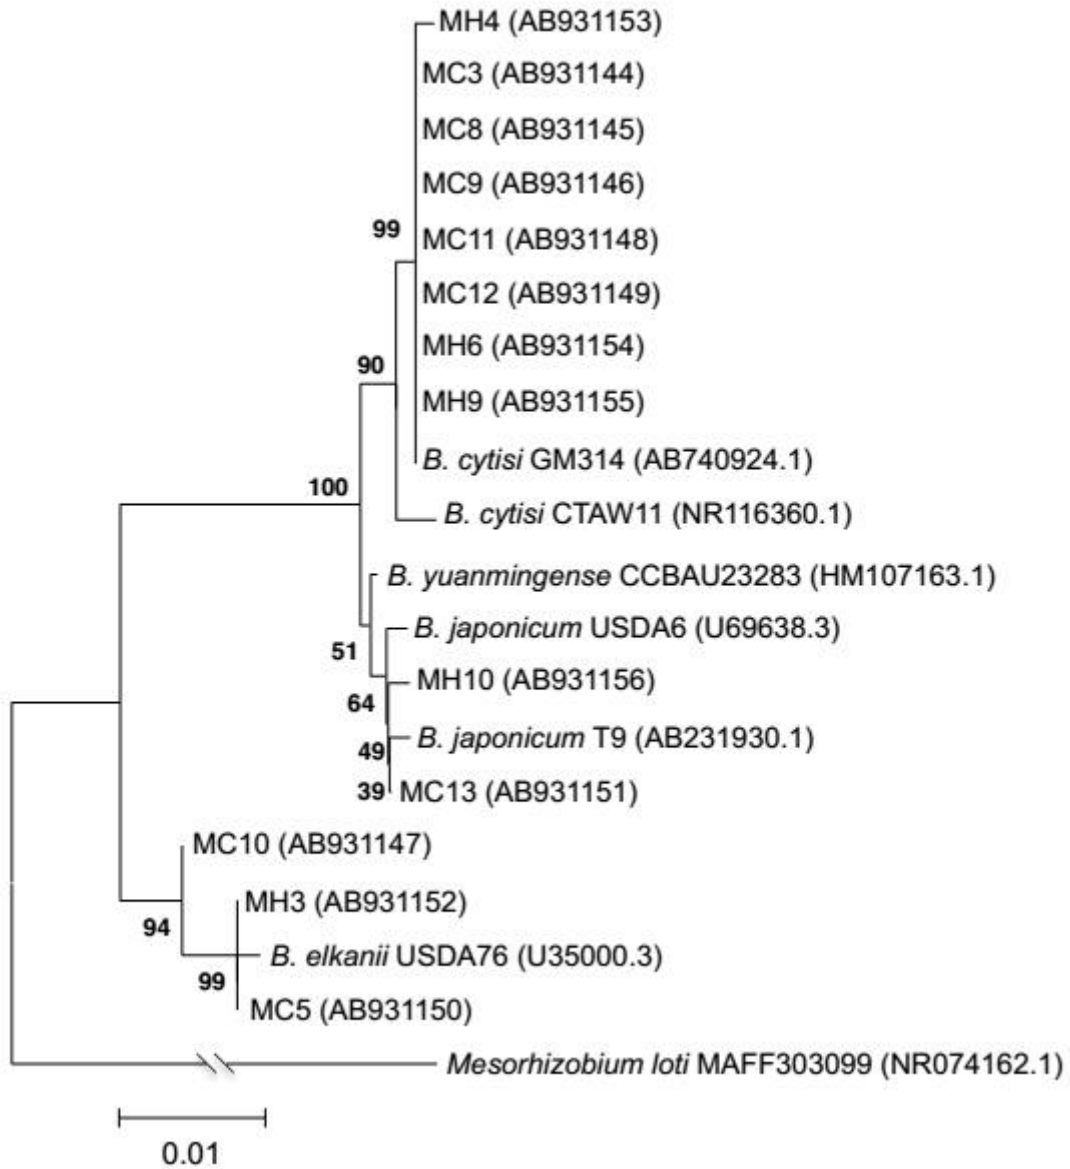 MH4 (AB931153)
MC3 (AB931144)
MC8 (AB931145)
MC9 (AB931146)
99
MC11 (AB931148)
MC12 (AB931149)
MH6 (AB931154)
90
MH9 (AB931155)
B. cytisi GM314 (AB740924.1)
100
B. cytisi CTAW11 (NR116360.1)
B. yuanmingense CCBAU23283 (HM107163.1)
B. japonicum USDA6 (U69638.3)
51
MH10 (AB931156)
64
B. japonicum T9 (AB231930.1)
49
39 MC13 (AB931151)
MC10 (AB931147)
MH3 (AB931152)
94
B. elkanii USDA76 (U35000.3)
99
MC5 (AB931150)
Mesorhizobium loti MAFF303099 (NR074162.1)
0.01